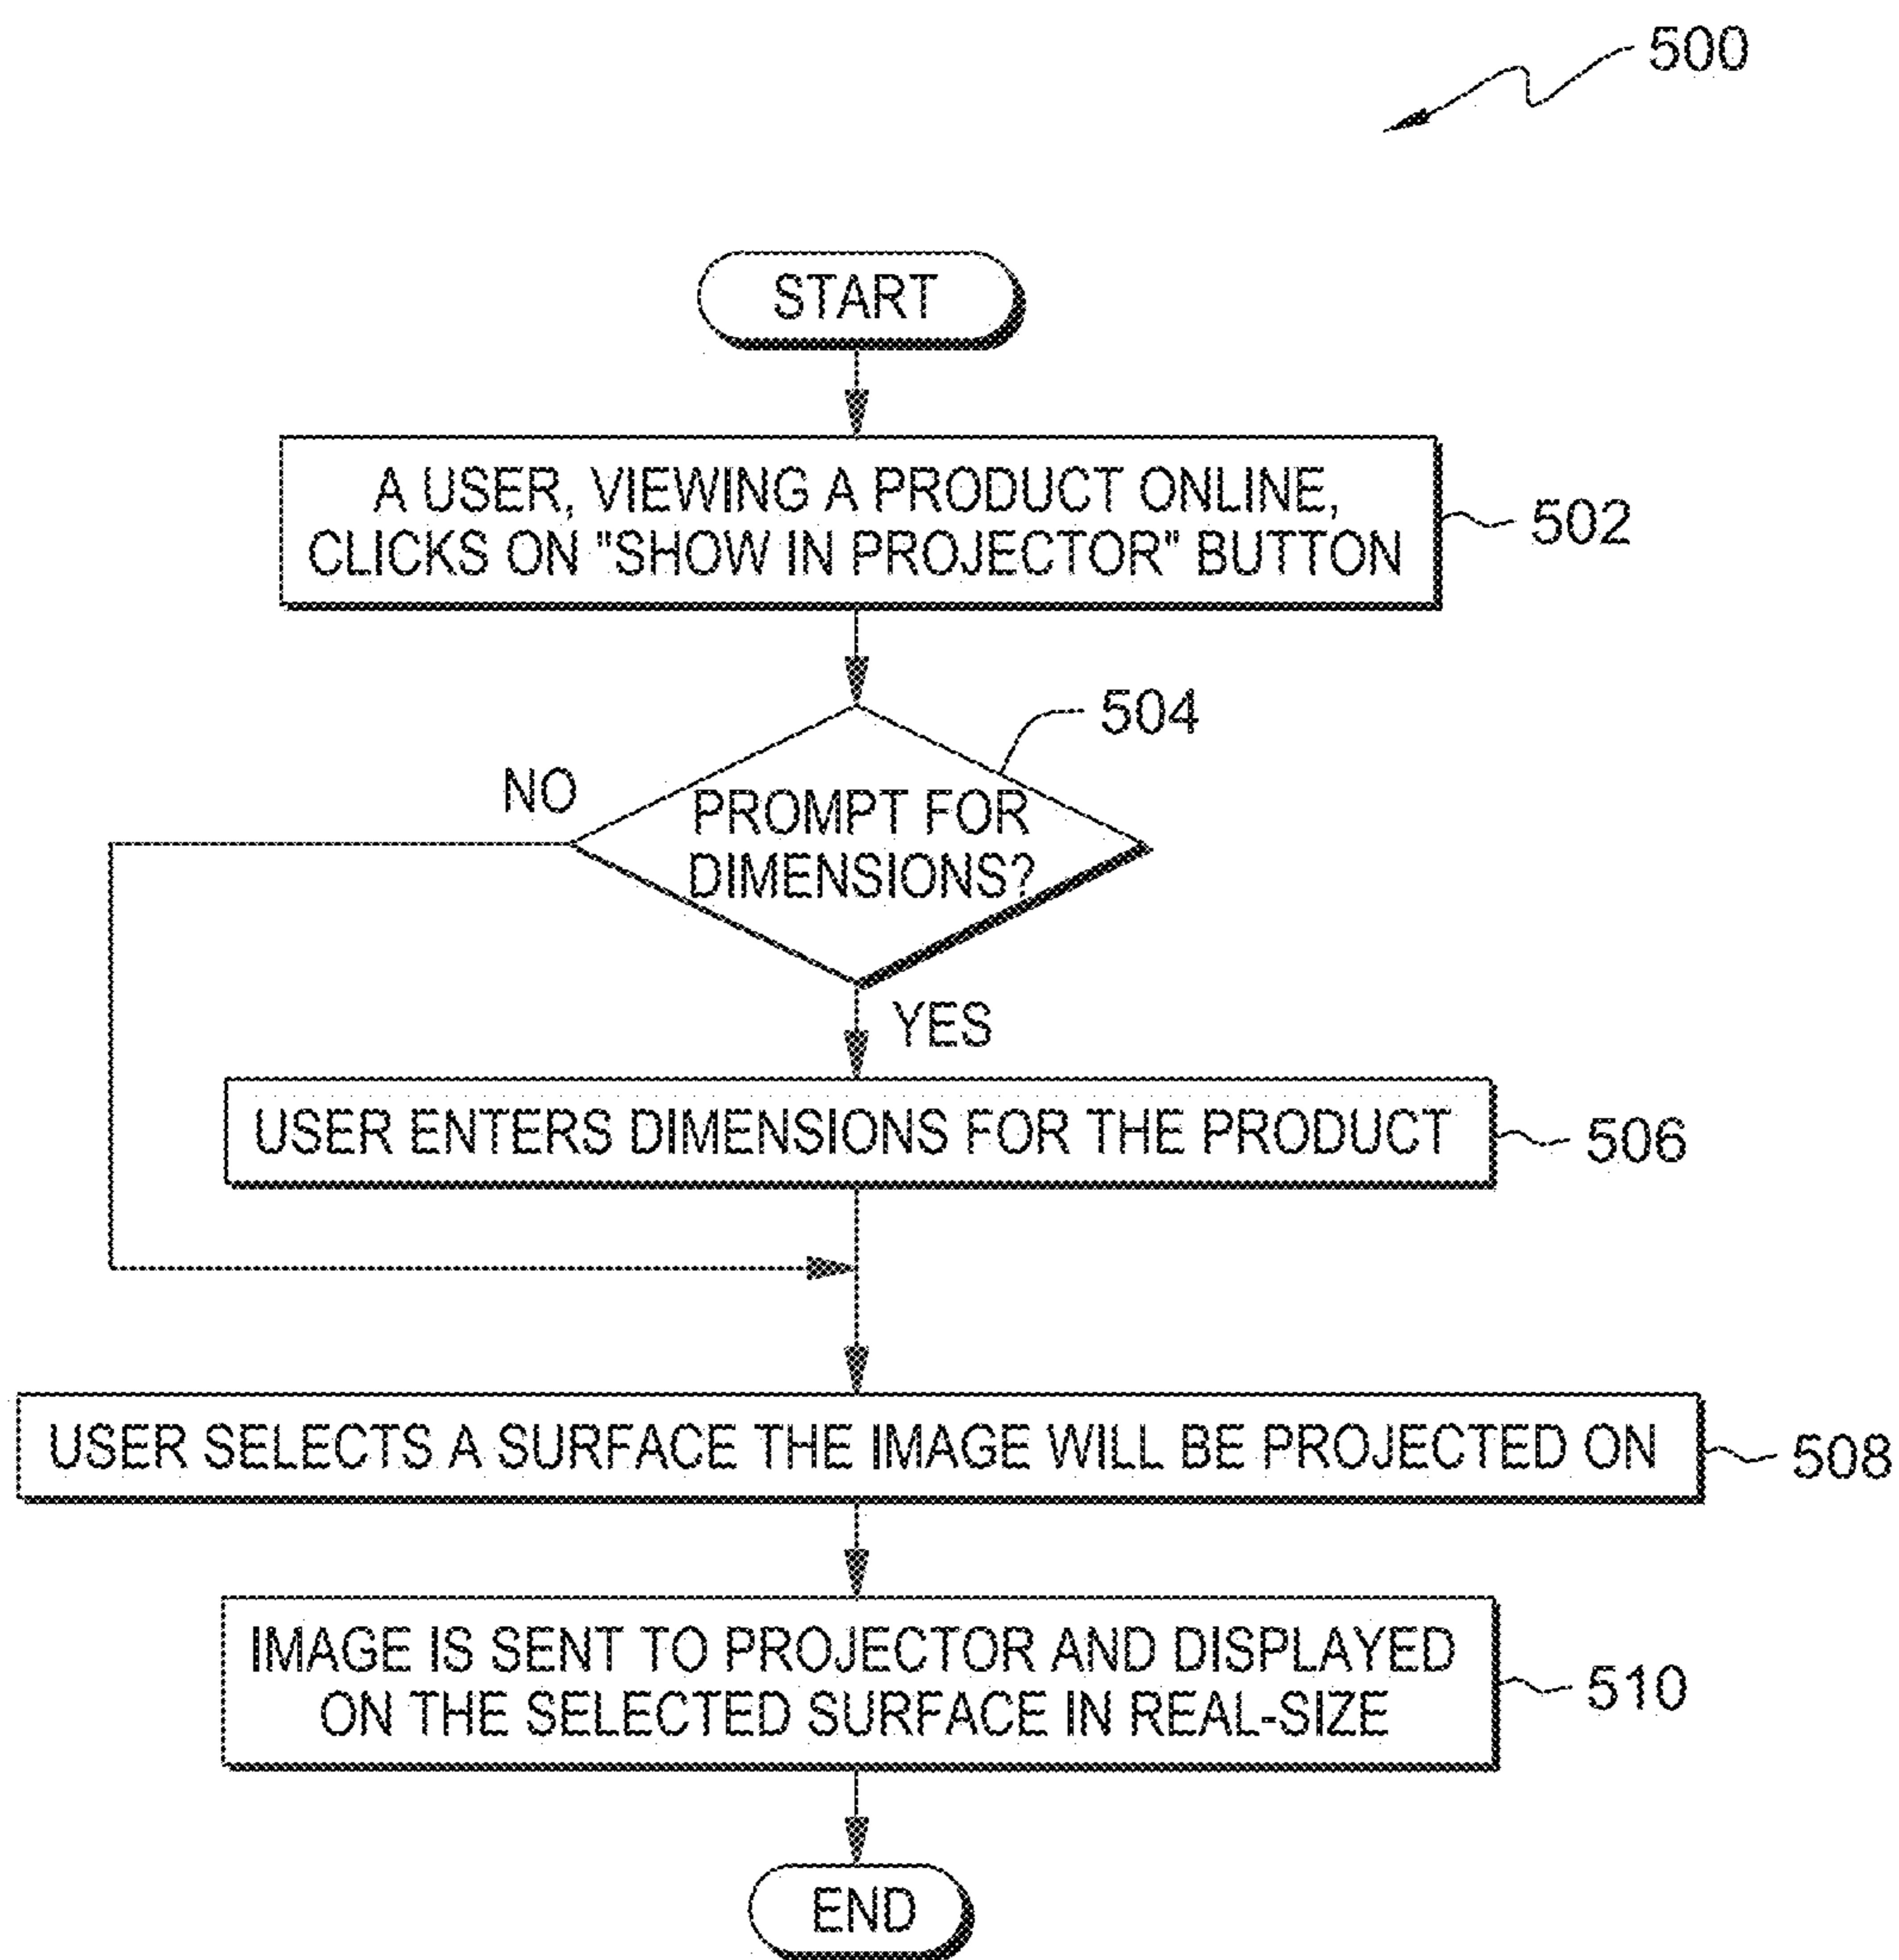 500
START
A USER, VIEWING A PRODUCT ONLINE,
CLICKS ON "SHOW IN PROJECTOR" BUTTON
502
504
NO
PROMPT FOR
DIMENSIONS?
YES
USER ENTERS DIMENSIONS FOR THE PRODUCT
506
USER SELECTS A SURFACE THE IMAGE WILL BE PROJECTED ON
508
IMAGE IS SENT TO PROJECTOR AND DISPLAYED
ON THE SELECTED SURFACE IN REAL-SIZE
510
END